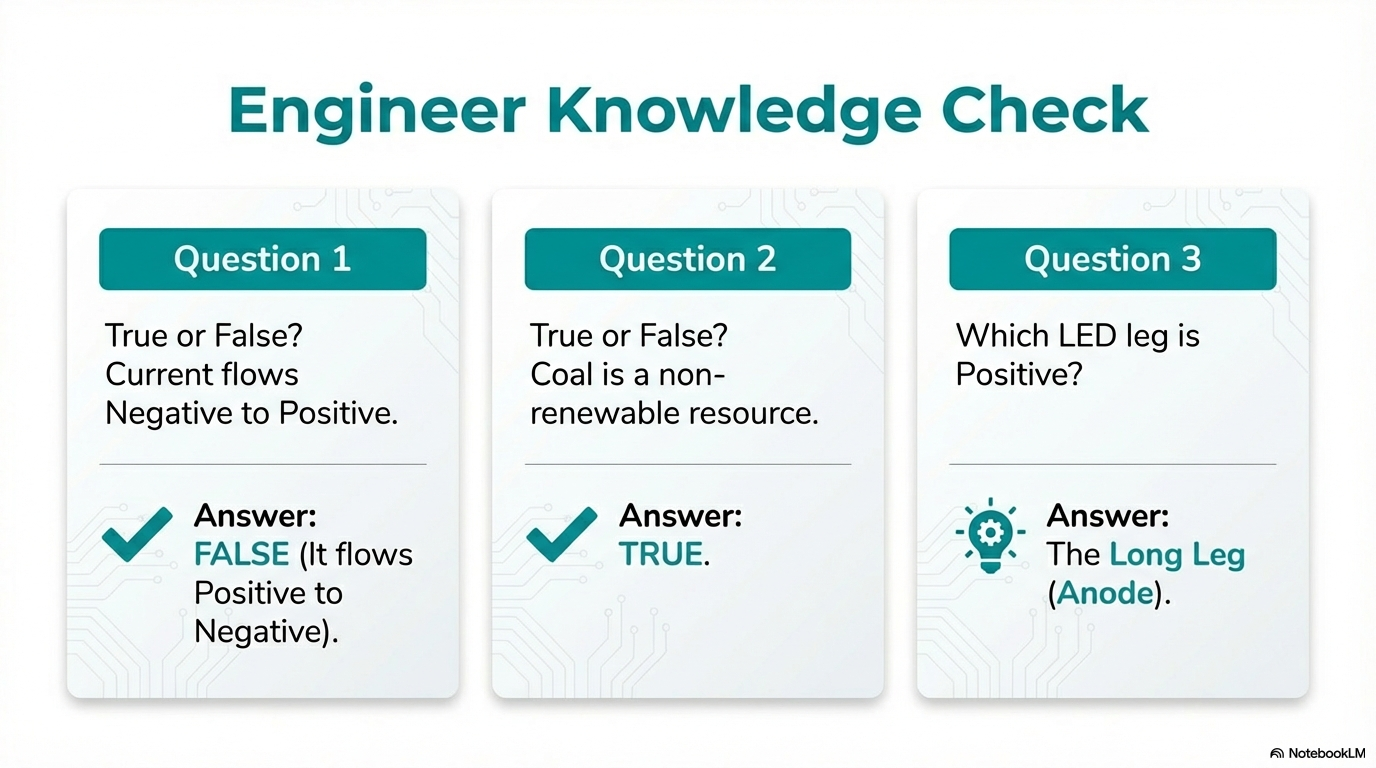 Engineer Knowledge Check
Question 1
True or False?
Current flows
Negative to Positive.
Answer:
FALSE (It flows
Positive to
Negative).
Question 2
True or False?
Coal is a non-
renewable resource.
Answer:
TRUE.
Question 3
Which LED leg is
Positive?
Answer:
The Long Leg
(Anode).
NotebookLM